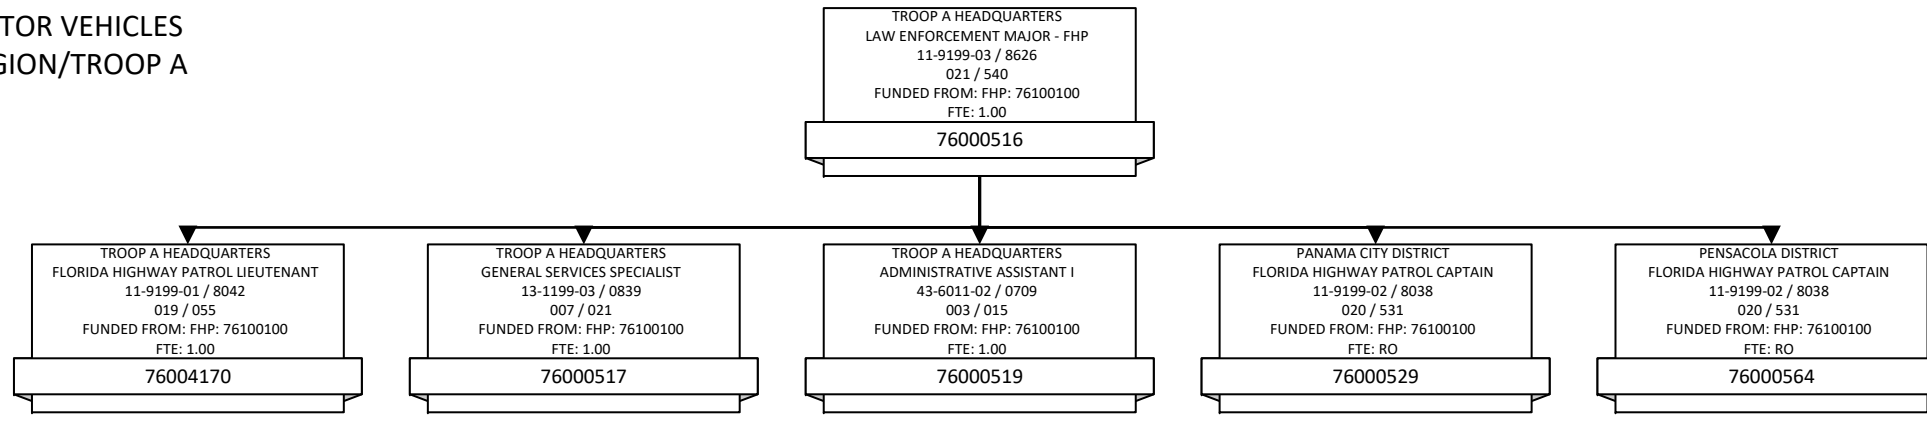 TOR VEHICLES
GION/TROOP A
TROOP A HEADQUARTERS
LAW ENFORCEMENT MAJOR - FHP
11-9199-03 / 8626
021 / 540
FUNDED FROM: FHP: 76100100
FTE: 1.00
76000516
TROOP A HEADQUARTERS
FLORIDA HIGHWAY PATROL LIEUTENANT
11-9199-01 / 8042
019 / 055
FUNDED FROM: FHP: 76100100
FTE: 1.00
76004170
TROOP A HEADQUARTERS
GENERAL SERVICES SPECIALIST
13-1199-03 / 0839
007 / 021
FUNDED FROM: FHP: 76100100
FTE: 1.00
76000517
TROOP A HEADQUARTERS
ADMINISTRATIVE ASSISTANT I
43-6011-02 / 0709
003 / 015
FUNDED FROM: FHP: 76100100
FTE: 1.00
76000519
PANAMA CITY DISTRICT
FLORIDA HIGHWAY PATROL CAPTAIN
11-9199-02 / 8038
020 / 531
FUNDED FROM: FHP: 76100100
FTE: RO
76000529
PENSACOLA DISTRICT
FLORIDA HIGHWAY PATROL CAPTAIN
11-9199-02 / 8038
020 / 531
FUNDED FROM: FHP: 76100100
FTE: RO
76000564